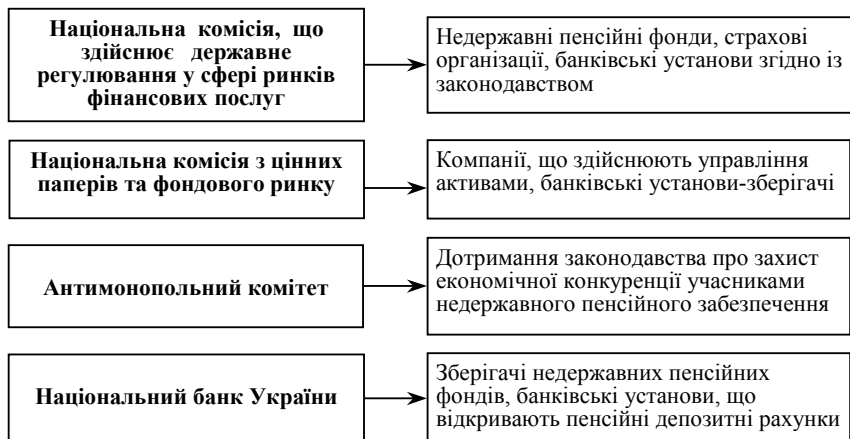 Національна комісія, що
здійснює державне
регулювання у сфері ринків
фінансових послуг
Недержавні пенсійні фонди, страхові
організації, банківські установи згідно із
законодавством
Національна комісія з цінних
паперів та фондового ринку
Компанії, що здійснюють управління
активами, банківські установи-зберігачі
Антимонопольний комітет
Дотримання законодавства про захист
економічної конкуренції учасниками
недержавного пенсійного забезпечення
Національний банк України
Зберігачі недержавних пенсійних
фондів, банківські установи, що
відкривають пенсійні депозитні рахунки